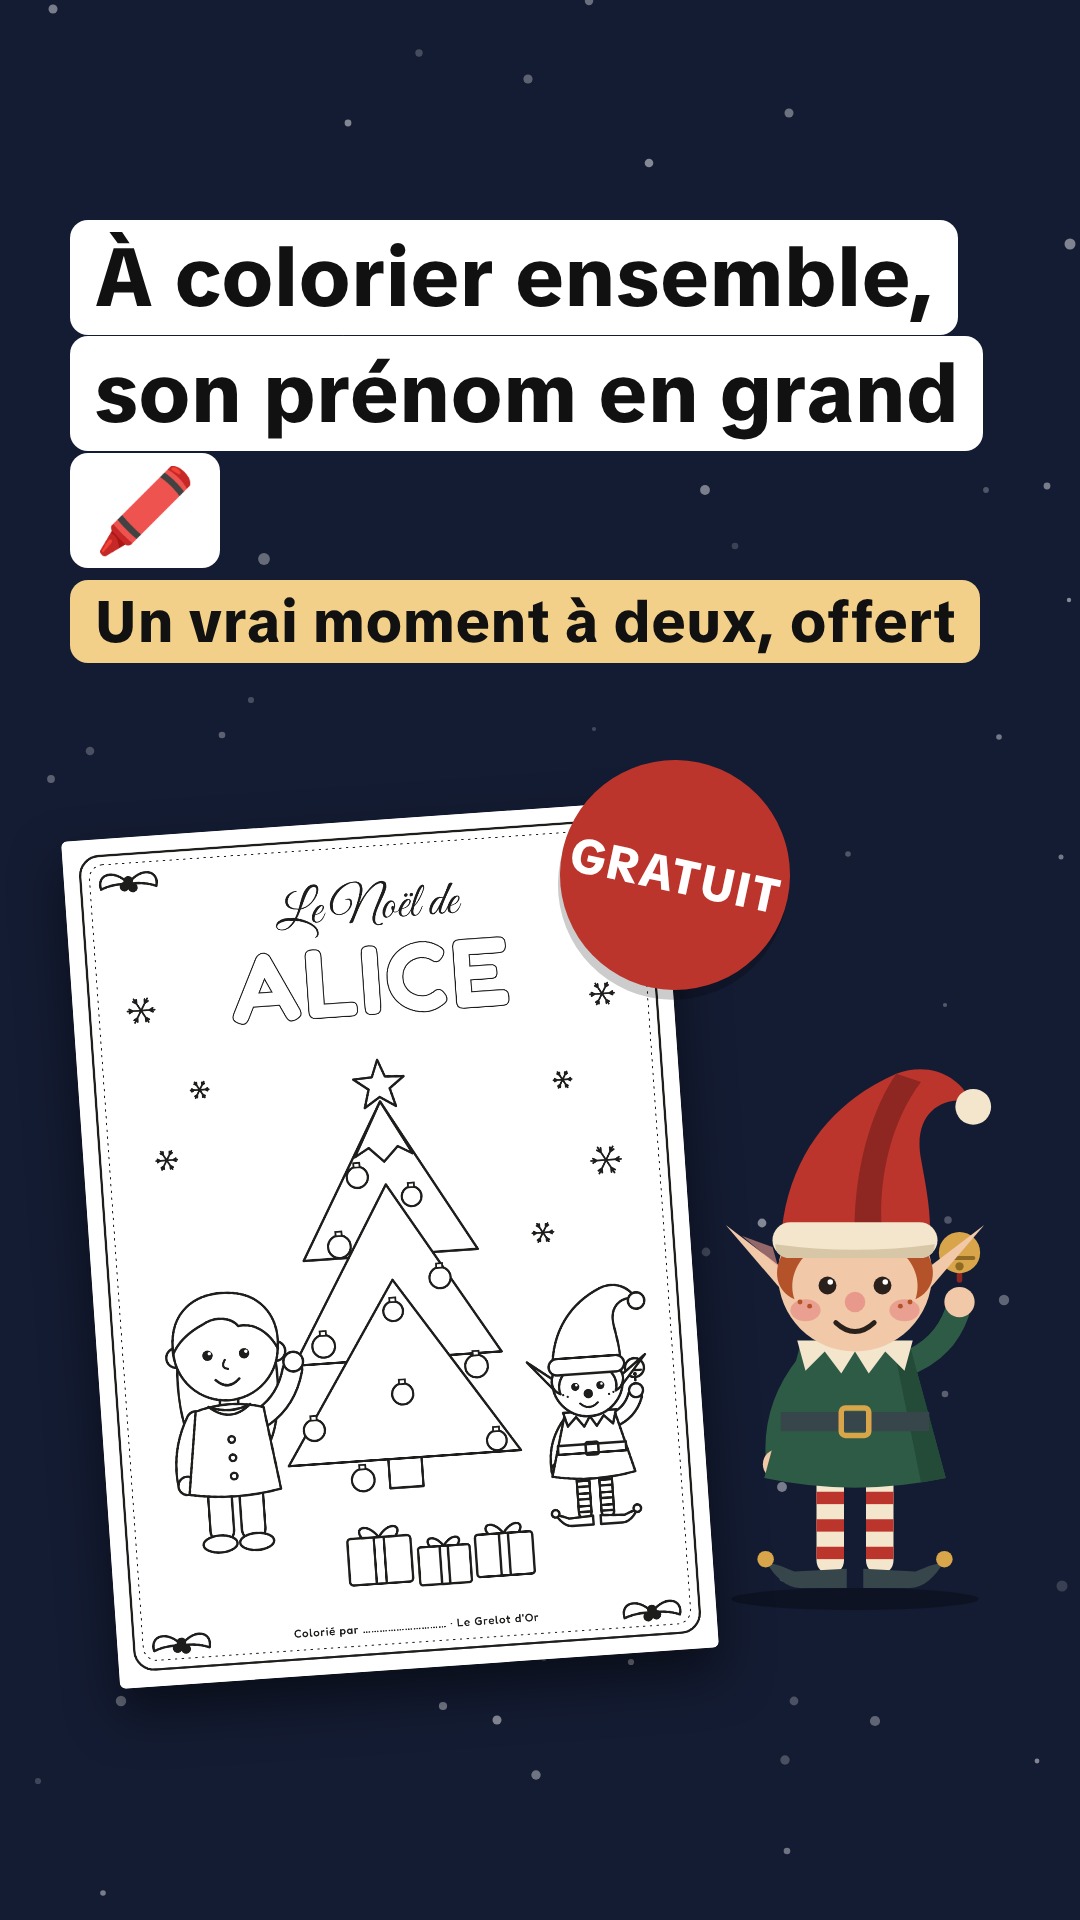 À colorier ensemble,
son prénom en grand
🖍️
Un vrai moment à deux, offert
GRATUIT
Le Noël de
ALICE
Colorié par .............................. · Le Grelot d'Or